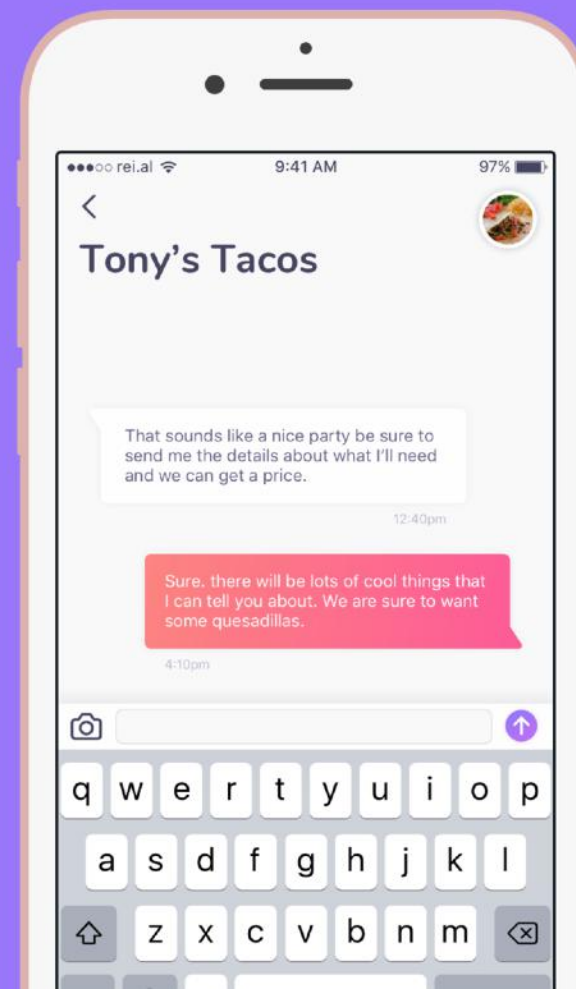 rei.al 9:41 AM 97%
Tony’s Tacos
That sounds like a nice party be sure to
send me the details about what I’ll need
and we can get a price.
12:40pm
Sure. there will be lots of cool things that
I can tell you about. We are sure to want
some quesadillas.
4:10pm
q w e r t y u i o p
a s d f g h j k l
z x c v b n m